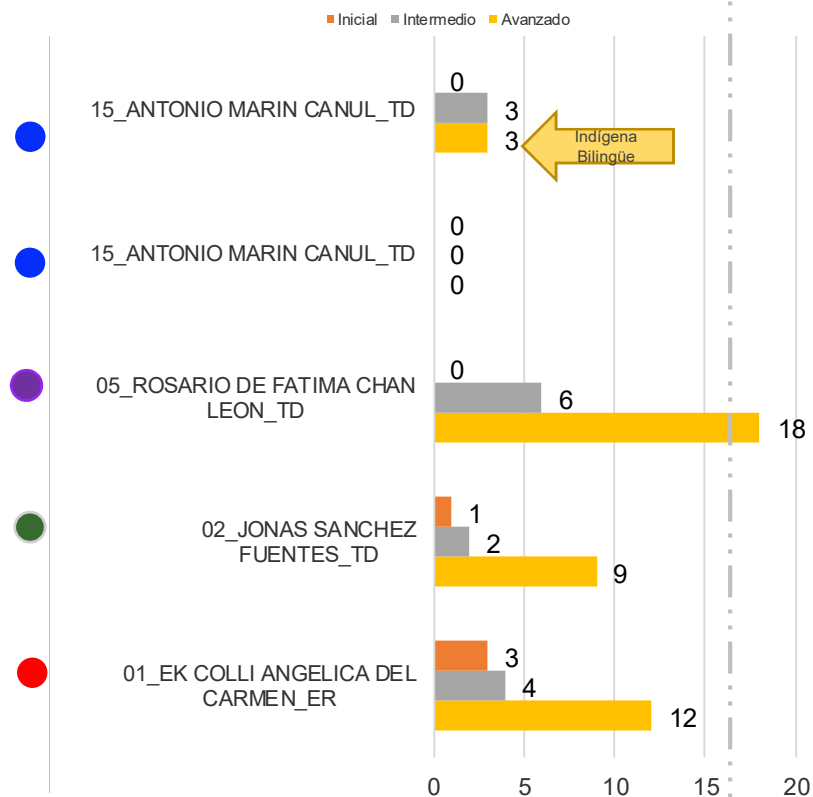 Inicial Intermedio Avanzado
15_ANTONIO MARIN CANUL_TD
0
3
3
Indígena
Bilingüe
15_ANTONIO MARIN CANUL_TD
0
0
0
05_ROSARIO DE FATIMA CHAN
LEON_TD
0
6
18
02_JONAS SANCHEZ
FUENTES_TD
1
2
9
01_EK COLLI ANGELICA DEL
CARMEN_ER
3
4
12
0 5 10 15 20